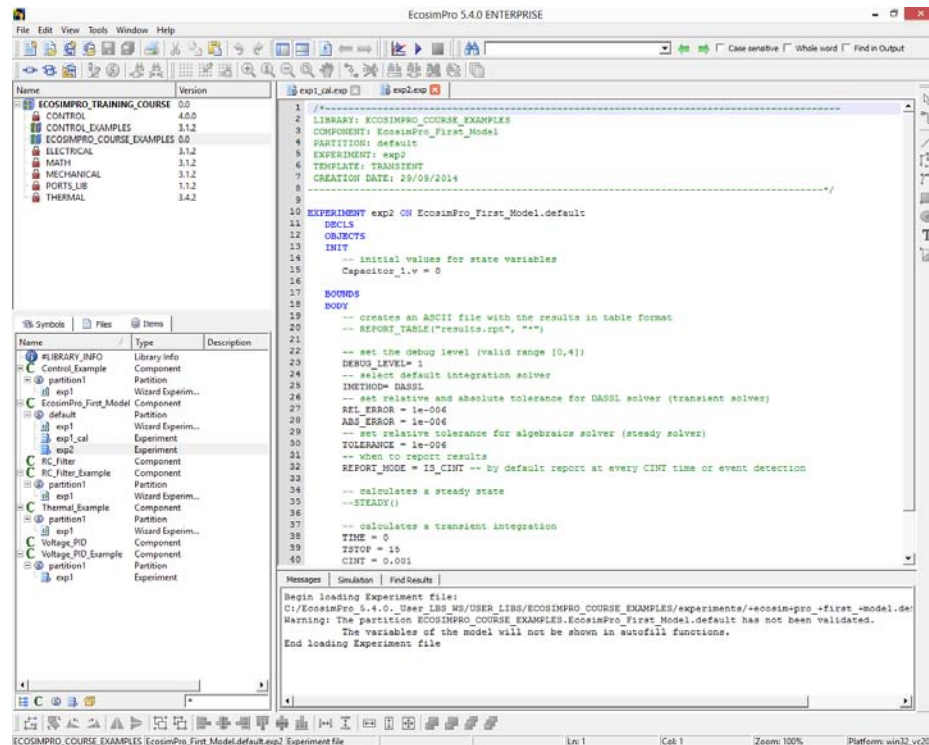 EcosimPro 5.4.0 ENTERPRISE
File Edit View Tools Window Help
Case sensitive Whole word Find in Output
Name Version
ECOSIMPRO_TRAINING_COURSE 0.0
CONTROL 4.0.0
CONTROL_EXAMPLES 3.1.2
ECOSIMPRO_COURSE_EXAMPLES 0.0
ELECTRICAL 3.1.2
MATH 3.1.2
MECHANICAL 3.1.2
PORTS_LIB 1.1.2
THERMAL 3.4.2
Symbols Files Items
Name / Type Description
#LIBRARY_INFO Library info
Control_Example Component
partition1 Partition
exp1 Wizard Experim...
EcosimPro_First_Model Component
default Partition
exp1 Wizard Experim...
exp1_cal Experiment
exp2 Experiment
RC_Filter Component
RC_Filter_Example Component
partition1 Partition
exp1 Wizard Experim...
Thermal_Example Component
partition1 Partition
exp1 Wizard Experim...
Voltage_PID Component
Voltage_PID_Example Component
partition1 Partition
exp1 Experiment
exp1_cal.exp exp2.exp
1 /*-----------------------------------------------------------------------------------------
2 LIBRARY: ECOSIMPRO_COURSE_EXAMPLES
3 COMPONENT: EcosimPro_First_Model
4 PARTITION: default
5 EXPERIMENT: exp2
6 TEMPLATE: TRANSIENT
7 CREATION DATE: 29/09/2014
8 -----------------------------------------------------------------------------------------*/
9
10 EXPERIMENT exp2 ON EcosimPro_First_Model.default
11 DECLS
12 OBJECTS
13 INIT
14 -- initial values for state variables
15 Capacitor_1.v = 0
16
17 BOUNDS
18 BODY
19 -- creates an ASCII file with the results in table format
20 -- REPORT_TABLE("results.rpt", "*")
21
22 -- set the debug level (valid range [0,4])
23 DEBUG_LEVEL= 1
24 -- select default integration solver
25 IMETHOD= DASSL
26 -- set relative and absolute tolerance for DASSL solver (transient solver)
27 REL_ERROR = 1e-006
28 ABS_ERROR = 1e-006
29 -- set relative tolerance for algebraics solver (steady solver)
30 TOLERANCE = 1e-006
31 -- when to report results
32 REPORT_MODE = IS_CINT -- by default report at every CINT time or event detection
33
34 -- calculates a steady state
35 --STEADY()
36
37 -- calculates a transient integration
38 TIME = 0
39 TSTOP = 15
40 CINT = 0.001
Messages Simulation Find Results
Begin loading Experiment file:
C:/EcosimPro_5.4.0._User_LBS_WS/USER_LIBS/ECOSIMPRO_COURSE_EXAMPLES/experiments/+ecosim+pro_+first_+model.de
Warning: The partition ECOSIMPRO_COURSE_EXAMPLES.EcosimPro_First_Model.default has not been validated.
The variables of the model will not be shown in autofill functions.
End loading Experiment file
ECOSIMPRO_COURSE_EXAMPLES EcosimPro_First_Model.default.exp2 Experiment file Ln: 1 Col: 1 Zoom: 100% Platform: win32_vc20